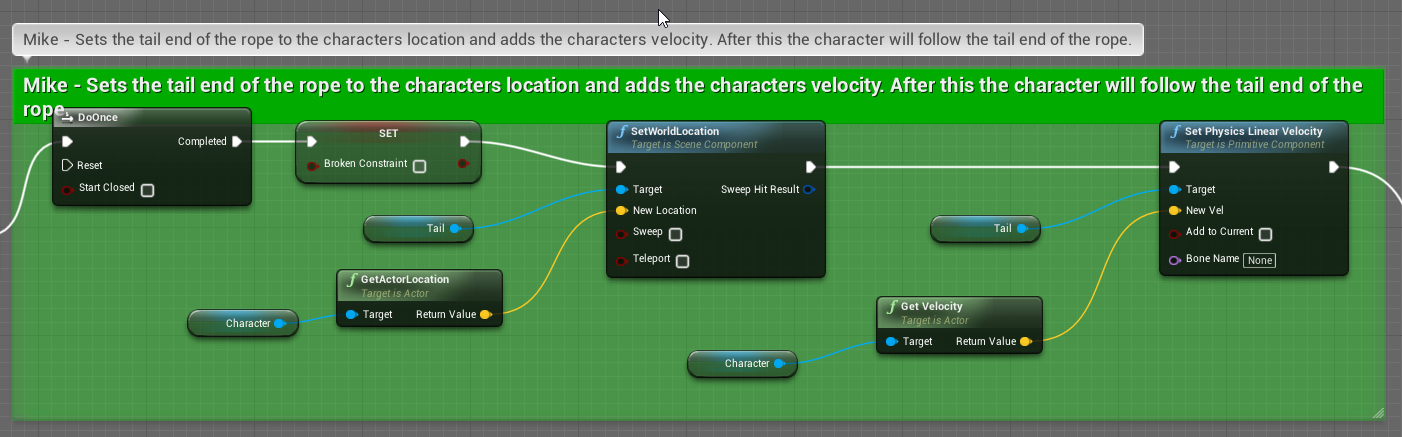 Mike - Sets the tail end of the rope to the characters location and adds the characters velocity. After this the character will follow the tail end of the rope.
Mike - Sets the tail end of the rope to the characters location and adds the characters velocity. After this the character will follow the tail end of the
rope.
DoOnce
Completed
Reset
Start Closed
SET
Broken Constraint
Tail
GetActorLocation
Target is Actor
Target Return Value
Character
SetWorldLocation
Target is Scene Component
Target Sweep Hit Result
New Location
Sweep
Teleport
Tail
Get Velocity
Target is Actor
Target Return Value
Character
Set Physics Linear Velocity
Target is Primitive Component
Target
New Vel
Add to Current
Bone Name None